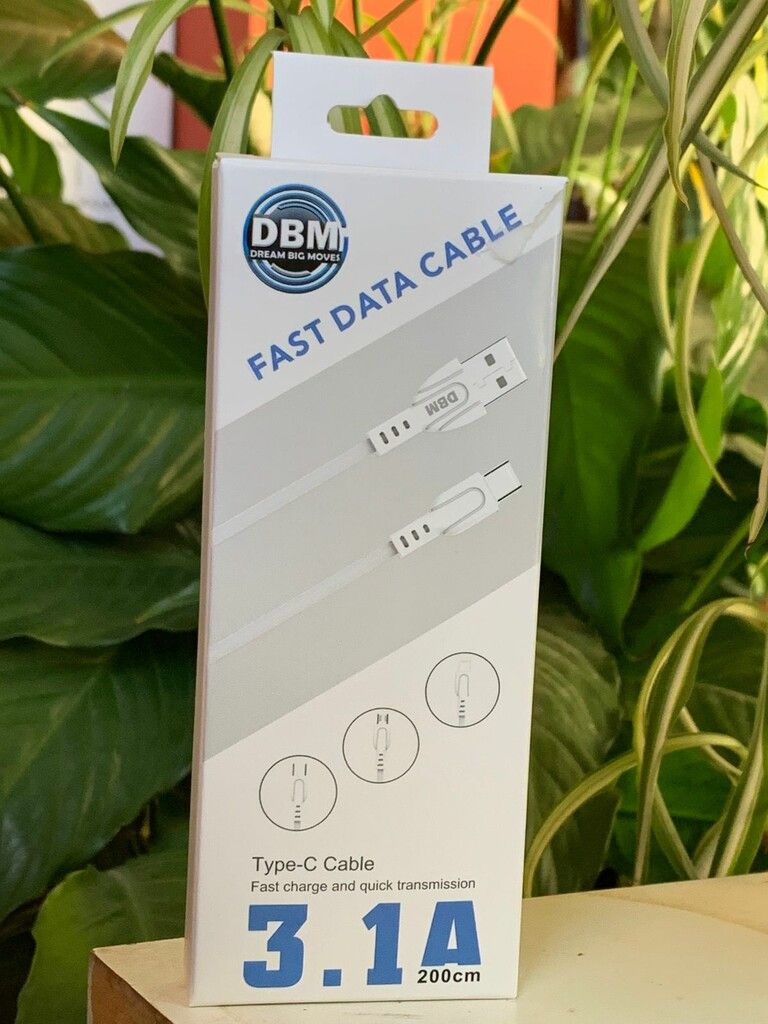 DBM
DREAM BIG MOVES
FAST DATA CABLE
DBM
Type-C Cable
Fast charge and quick transmission
3.1A
200cm